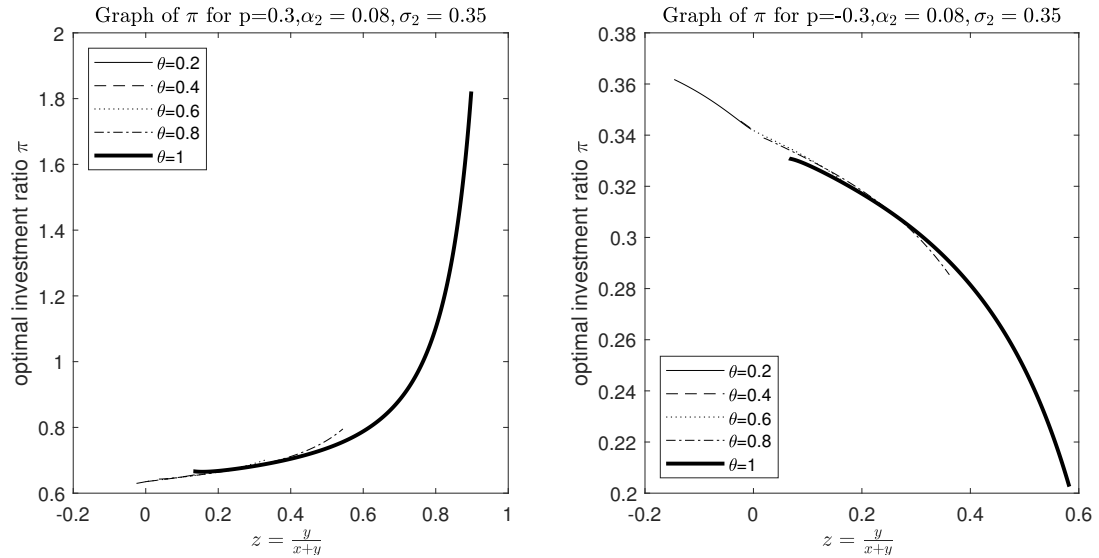 Graph of π for p=0.3,α₂ = 0.08, σ₂ = 0.35
optimal investment ratio π
2
1.8
1.6
1.4
1.2
1
0.8
0.6
θ=0.2
θ=0.4
θ=0.6
θ=0.8
θ=1
-0.2 0 0.2 0.4 0.6 0.8 1
z = y/(x+y)
Graph of π for p=-0.3,α₂ = 0.08, σ₂ = 0.35
optimal investment ratio π
0.38
0.36
0.34
0.32
0.3
0.28
0.26
0.24
0.22
0.2
θ=0.2
θ=0.4
θ=0.6
θ=0.8
θ=1
-0.2 0 0.2 0.4 0.6
z = y/(x+y)